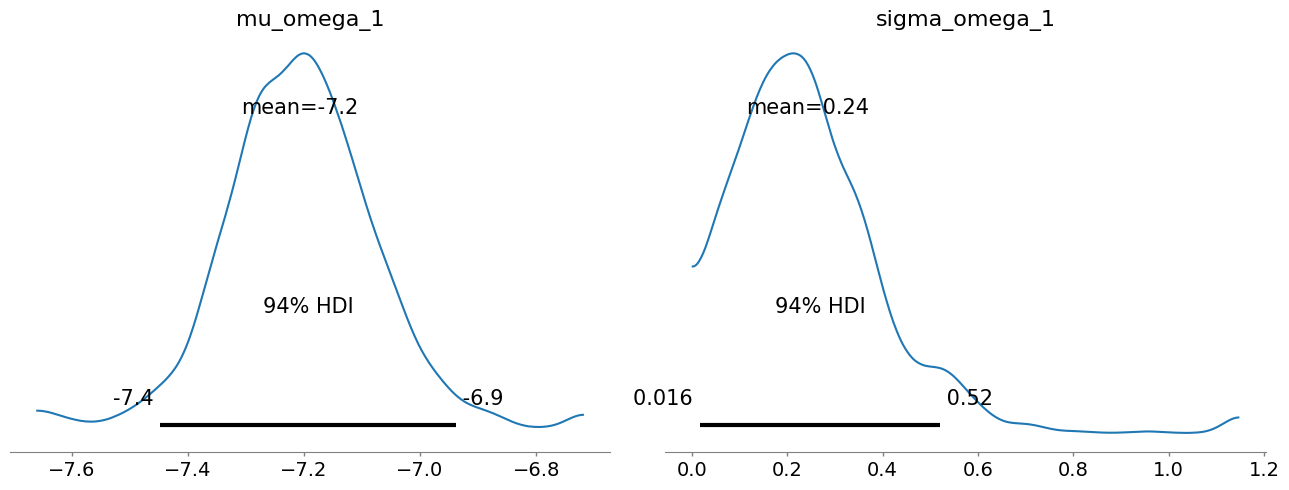 mu_omega_1
mean=-7.2
94% HDI
-7.4 -6.9
−7.6 −7.4 −7.2 −7.0 −6.8
sigma_omega_1
mean=0.24
94% HDI
0.016 0.52
0.0 0.2 0.4 0.6 0.8 1.0 1.2